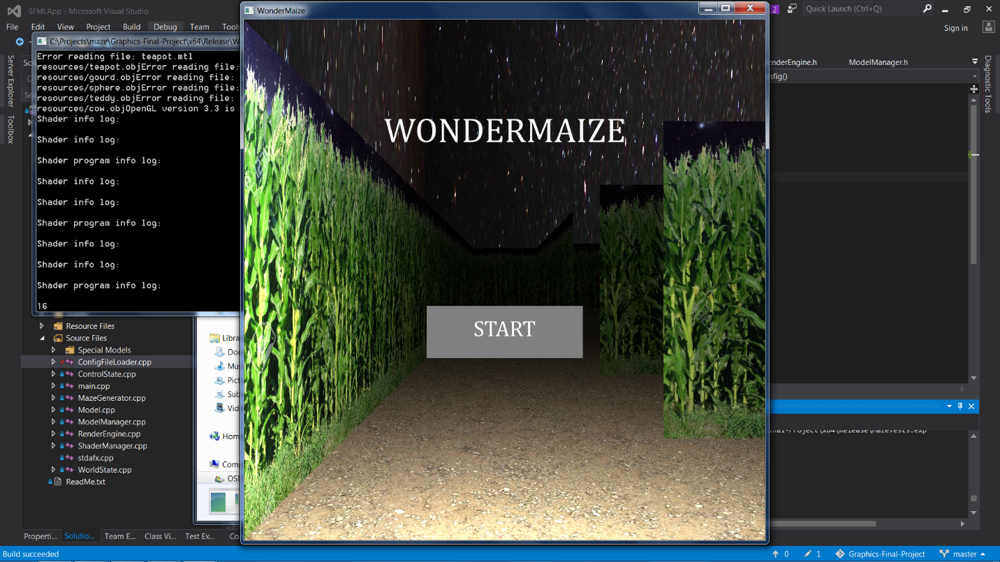 SFMLApp - Microsoft Visual Studio
2
Quick Launch (Ctrl+Q)
File Edit View Project Build Debug Team Tools
Sign in
WonderMaize
C:\Projects\maze\Graphics-Final-Project\x64\Release\W
Error reading file: teapot.mtl
resources/teapot.objError reading file:
resources/gourd.objError reading file:
resources/sphere.objError reading file:
resources/teddy.objError reading file:
resources/cow.objOpenGL version 3.3 is
Shader info log:
Shader info log:
Shader program info log:
Shader info log:
Shader info log:
Shader program info log:
Shader info log:
Shader info log:
Shader program info log:
16
Server Explorer
Toolbox
WONDERMAIZE
START
enderEngine.h
ModelManager.h
nfig()
Diagnostic Tools
Resource Files
Source Files
Special Models
ConfigFileLoader.cpp
ControlState.cpp
main.cpp
MazeGenerator.cpp
Model.cpp
ModelManager.cpp
RenderEngine.cpp
ShaderManager.cpp
stdafx.cpp
WorldState.cpp
ReadMe.txt
Libra
Doc
Mus
Pict
Sub
Vid
Hom
Comp
OSD
inal-Project\x64\Release\MazeTests.exp
Properti... Solutio... Team E... Class Vi... Test Ex... Co
Build succeeded
0
1
Graphics-Final-Project
master